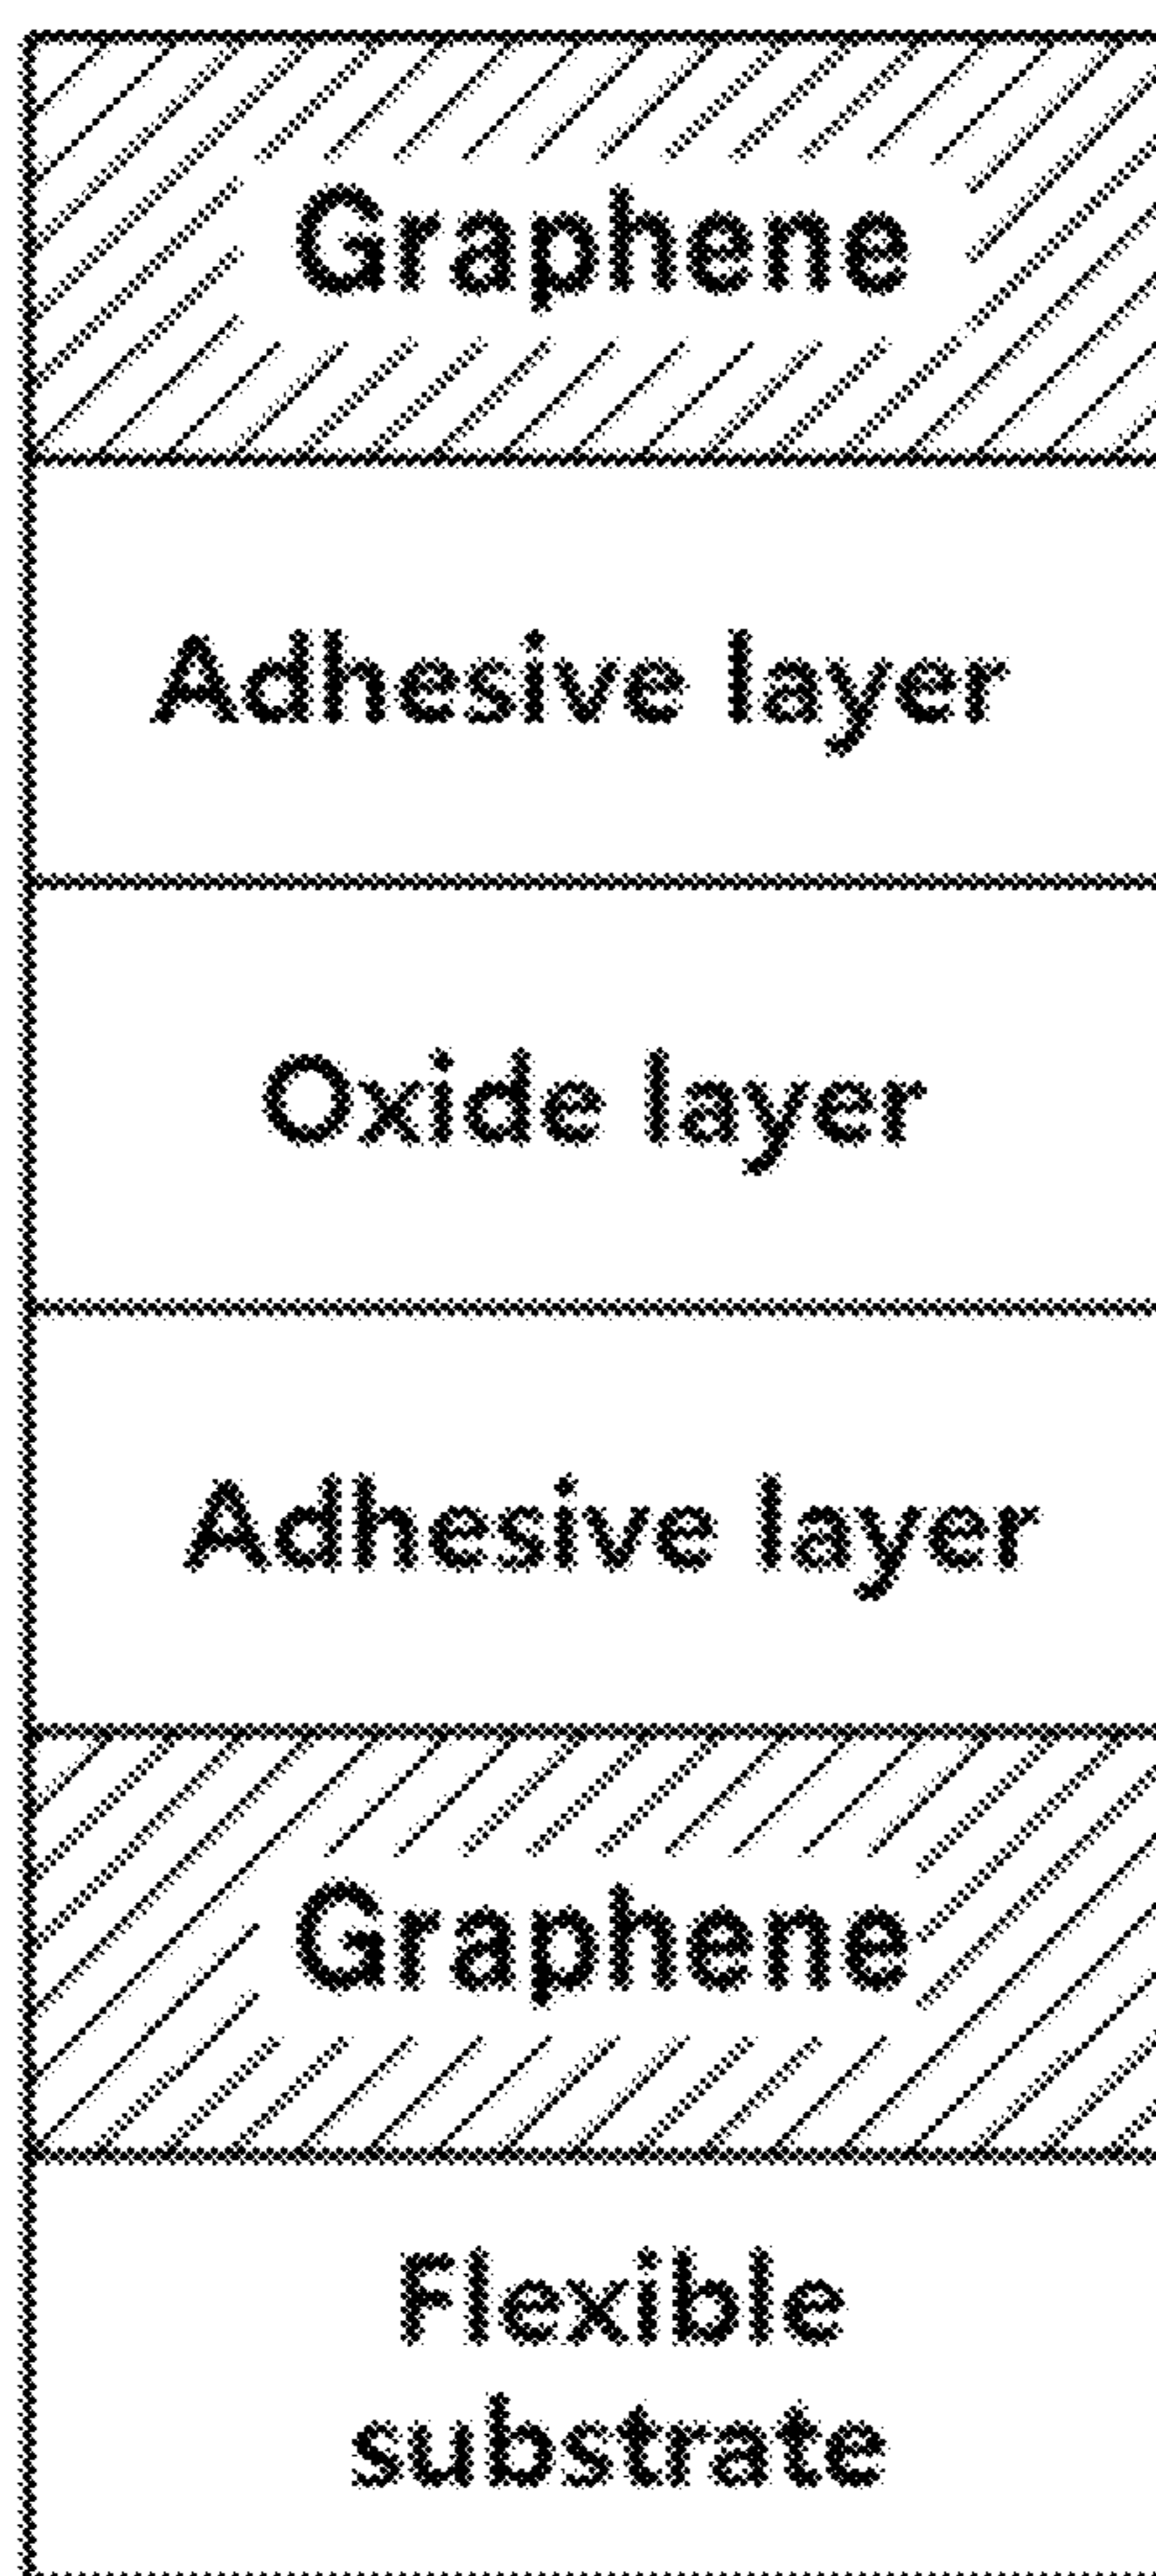 Graphene
Adhesive layer
Oxide layer
Adhesive layer
Graphene
Flexible
substrate